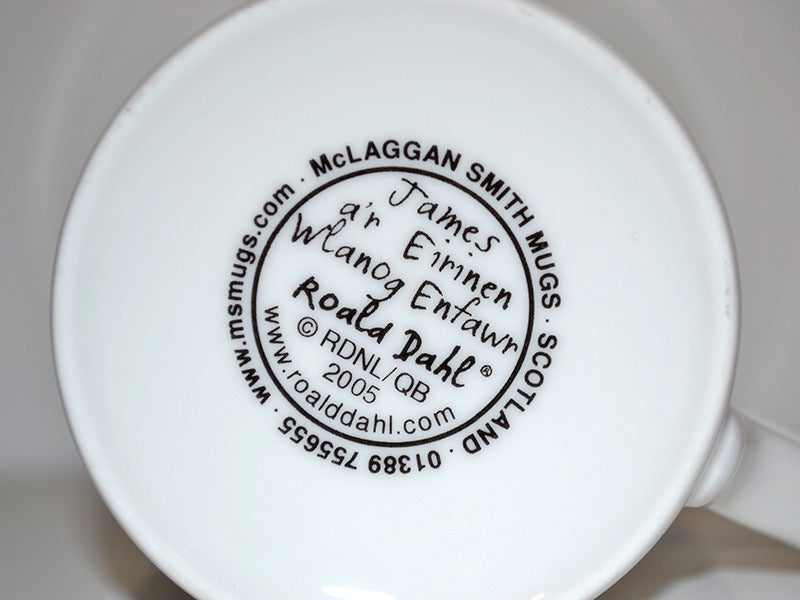 McLAGGAN SMITH MUGS · SCOTLAND · 01389 755655 · www.msmugs.com ·
James
a'r Eirinen
Wlanog Enfawr
Roald Dahl ®
© RDNL/QB
2005
www.roalddahl.com